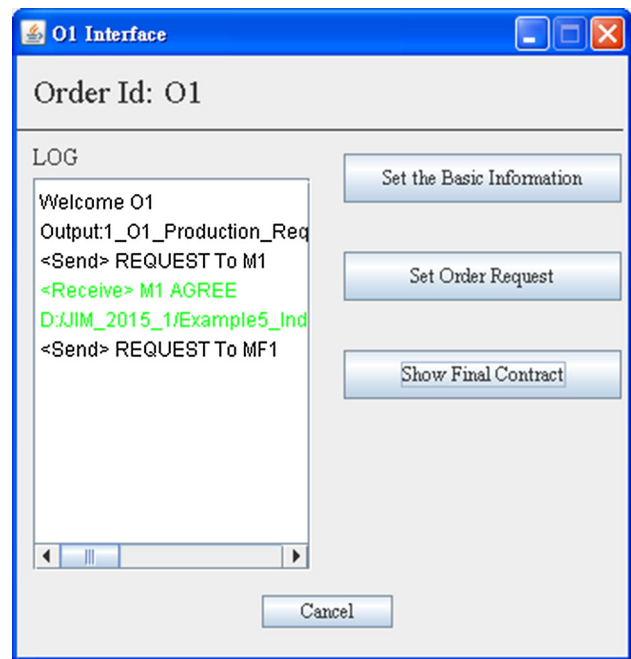 O1 Interface
Order Id: O1
LOG
Welcome O1
Output:1_O1_Production_Req
<Send> REQUEST To M1
<Receive> M1 AGREE
D:/JIM_2015_1/Example5_Ind
<Send> REQUEST To MF1
Set the Basic Information
Set Order Request
Show Final Contract
Cancel